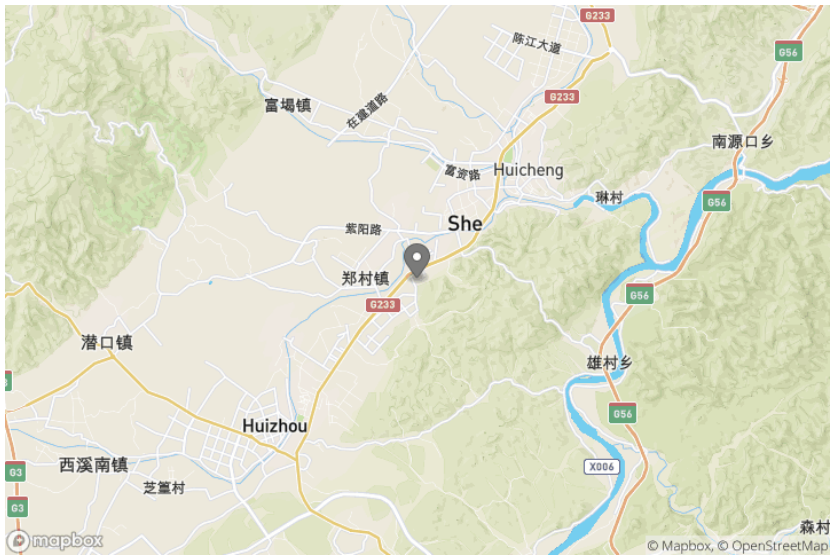 G233
陈江大道
G56
G233
富堨镇
在建道路
南源口乡
富资路
Huicheng
琳村
G56
She
紫阳路
郑村镇
G56
G233
潜口镇
雄村乡
G56
Huizhou
西溪南镇
X006
G3
芝篁村
G3
森村
mapbox
© Mapbox, © OpenStreetMap